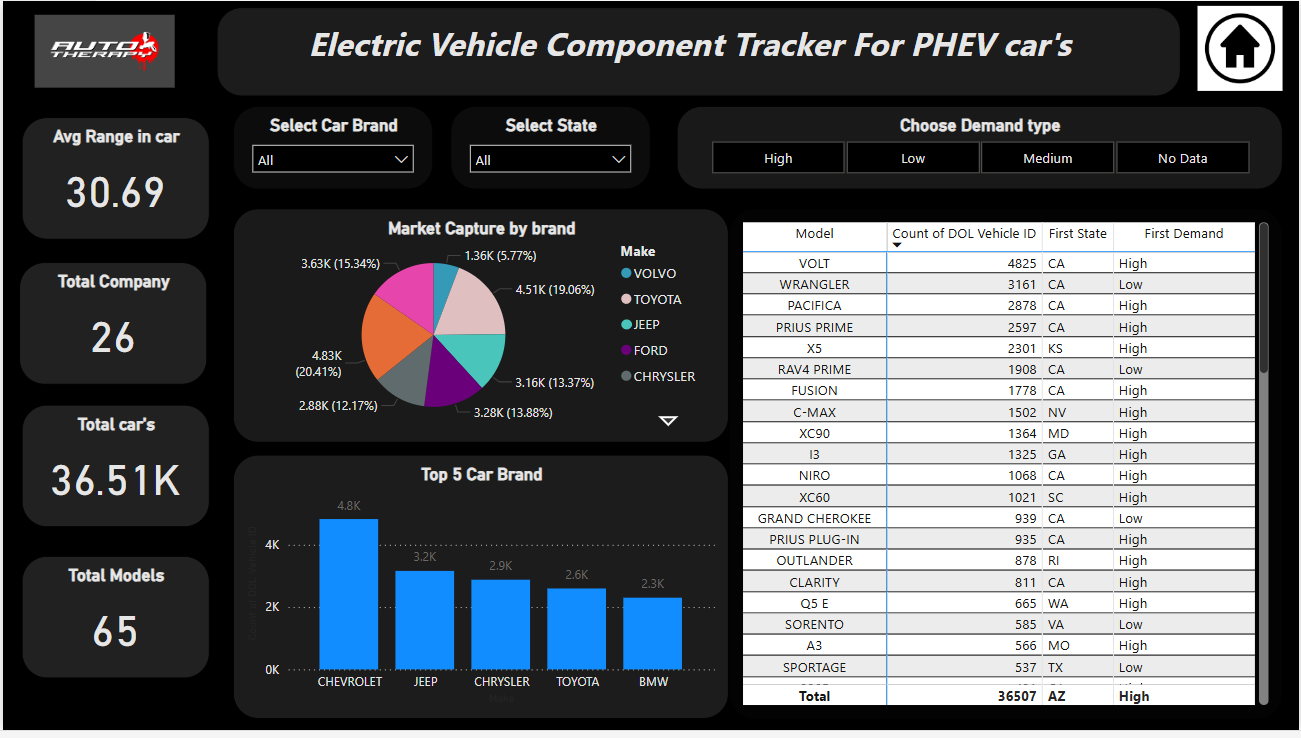 AUTO
THERAPY
Electric Vehicle Component Tracker For PHEV car's
Avg Range in car
30.69
Total Company
26
Total car's
36.51K
Total Models
65
Select Car Brand
All
Select State
All
Choose Demand type
High
Low
Medium
No Data
Market Capture by brand
1.36K (5.77%)
4.51K (19.06%)
3.16K (13.37%)
3.28K (13.88%)
2.88K (12.17%)
4.83K
(20.41%)
3.63K (15.34%)
Make
VOLVO
TOYOTA
JEEP
FORD
CHRYSLER
Top 5 Car Brand
Count of DOL Vehicle ID
4K
2K
0K
4.8K
3.2K
2.9K
2.6K
2.3K
CHEVROLET JEEP CHRYSLER TOYOTA BMW
Model Count of DOL Vehicle ID First State First Demand
VOLT 4825 CA High
WRANGLER 3161 CA Low
PACIFICA 2878 CA High
PRIUS PRIME 2597 CA High
X5 2301 KS High
RAV4 PRIME 1908 CA Low
FUSION 1778 CA High
C-MAX 1502 NV High
XC90 1364 MD High
I3 1325 GA High
NIRO 1068 CA High
XC60 1021 SC High
GRAND CHEROKEE 939 CA Low
PRIUS PLUG-IN 935 CA High
OUTLANDER 878 RI High
CLARITY 811 CA High
Q5 E 665 WA High
SORENTO 585 VA Low
A3 566 MO High
SPORTAGE 537 TX Low
Total 36507 AZ High